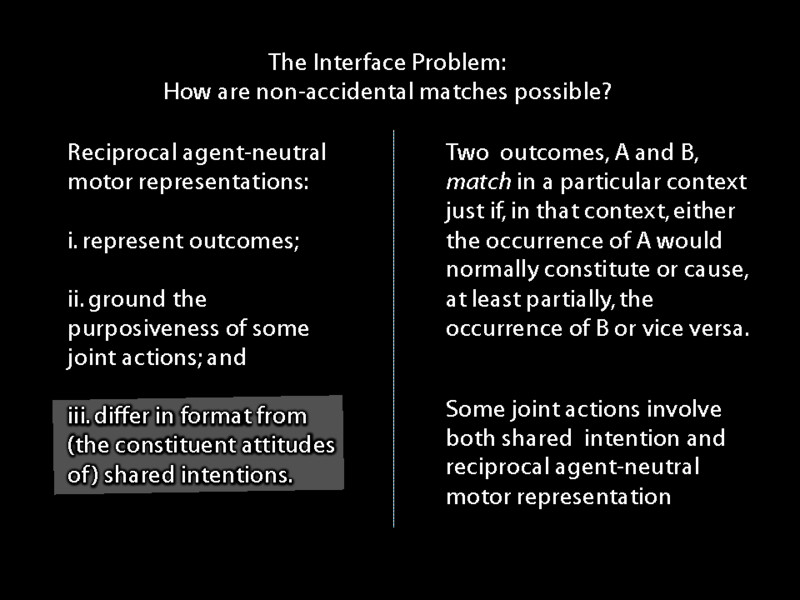 The Interface Problem:
How are non-accidental matches possible?
Reciprocal agent-neutral
motor representations:
i. represent outcomes;
ii. ground the
purposiveness of some
joint actions; and
iii. differ in format from
(the constituent attitudes
of) shared intentions.
Two outcomes, A and B,
match in a particular context
just if, in that context, either
the occurrence of A would
normally constitute or cause,
at least partially, the
occurrence of B or vice versa.
Some joint actions involve
both shared intention and
reciprocal agent-neutral
motor representation